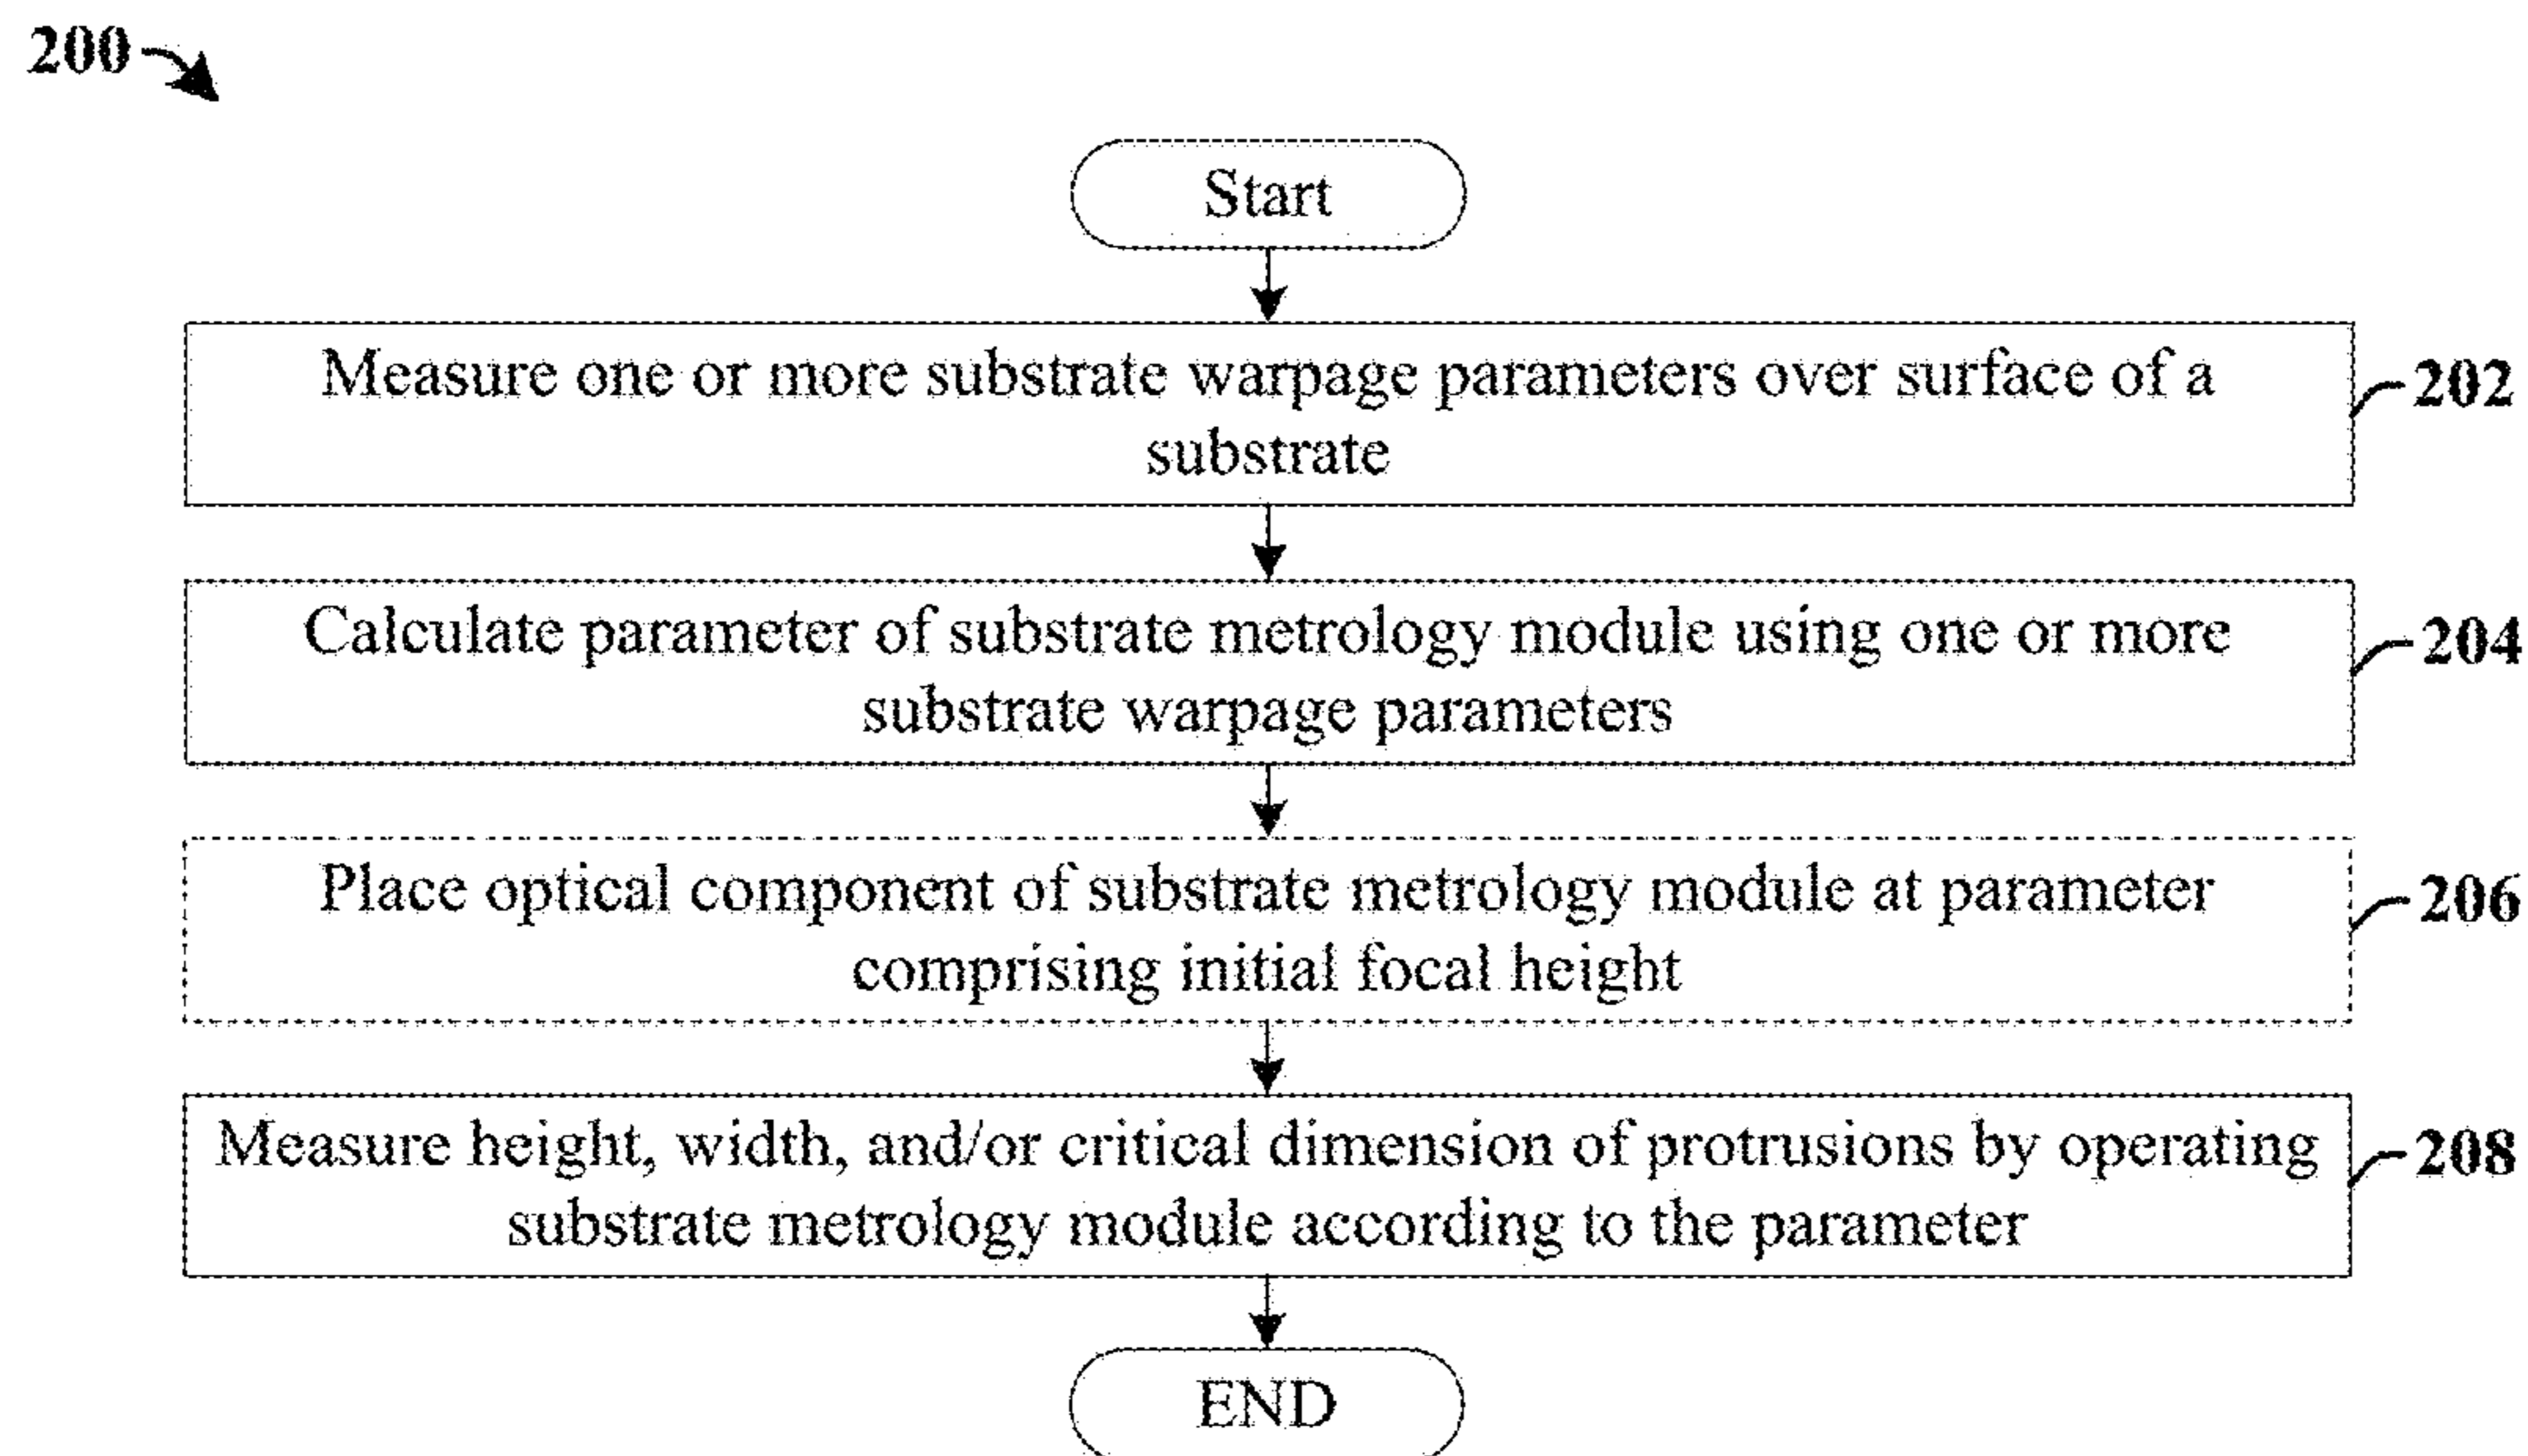 200
Start
Measure one or more substrate warpage parameters over surface of a
substrate
202
Calculate parameter of substrate metrology module using one or more
substrate warpage parameters
204
Place optical component of substrate metrology module at parameter
comprising initial focal height
206
Measure height, width, and/or critical dimension of protrusions by operating
substrate metrology module according to the parameter
208
END